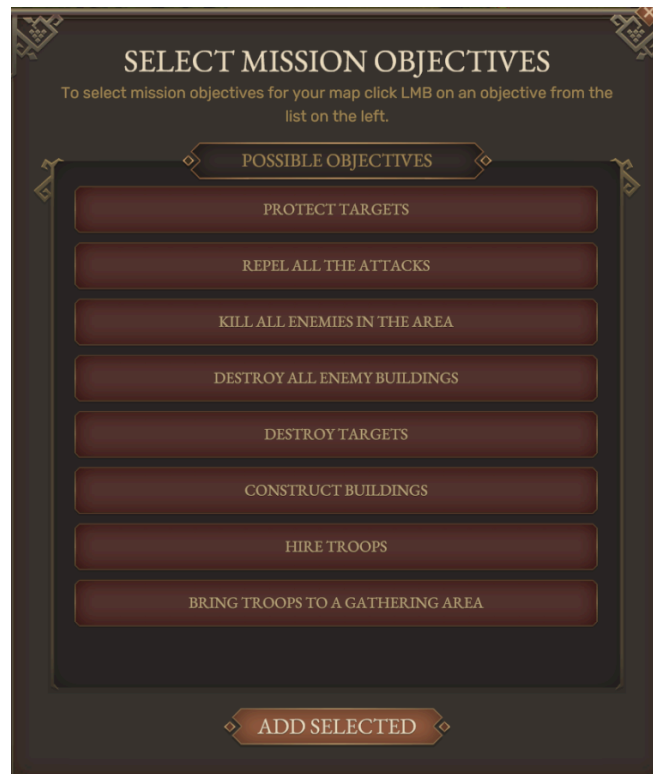 SELECT MISSION OBJECTIVES
To select mission objectives for your map click LMB on an objective from the
list on the left.
POSSIBLE OBJECTIVES
PROTECT TARGETS
REPEL ALL THE ATTACKS
KILL ALL ENEMIES IN THE AREA
DESTROY ALL ENEMY BUILDINGS
DESTROY TARGETS
CONSTRUCT BUILDINGS
HIRE TROOPS
BRING TROOPS TO A GATHERING AREA
ADD SELECTED